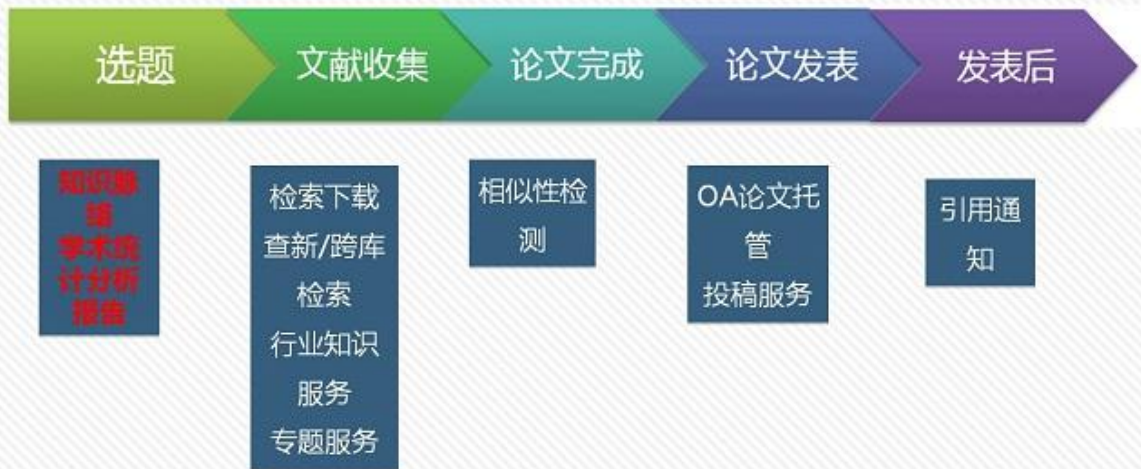 选题
文献收集
论文完成
论文发表
发表后
知识脉
络
学术统
计分析
报告
检索下载
查新/跨库
检索
行业知识
服务
专题服务
相似性检
测
OA论文托
管
投稿服务
引用通
知